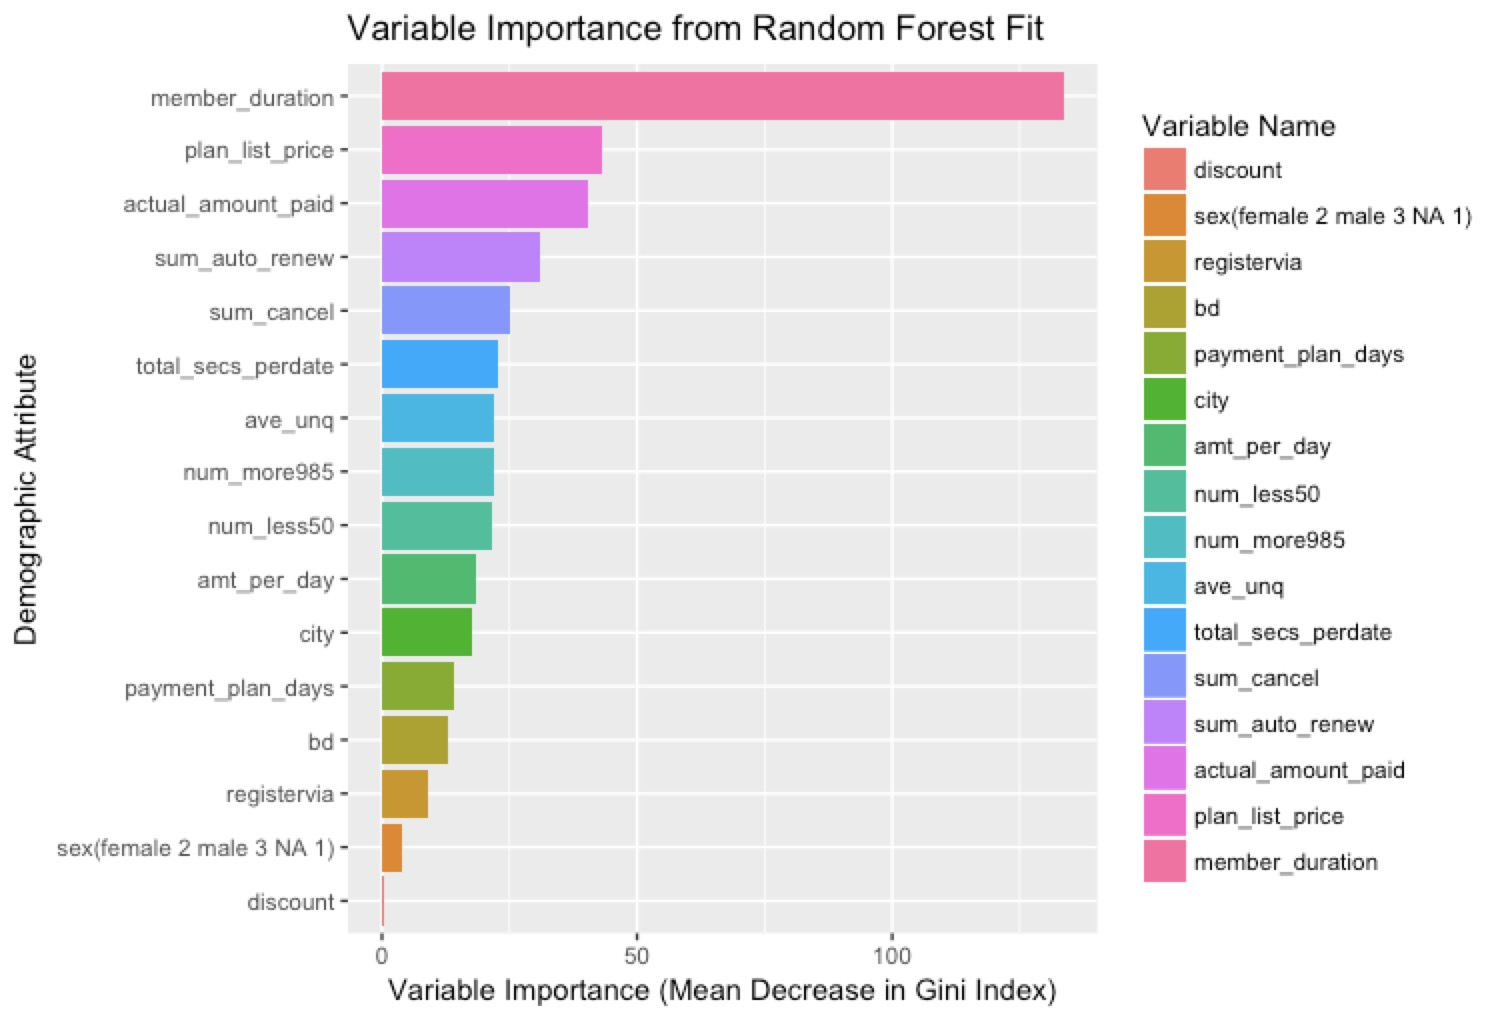 Variable Importance from Random Forest Fit
Demographic Attribute
member_duration
plan_list_price
actual_amount_paid
sum_auto_renew
sum_cancel
total_secs_perdate
ave_unq
num_more985
num_less50
amt_per_day
city
payment_plan_days
bd
registervia
sex(female 2 male 3 NA 1)
discount
0 50 100
Variable Importance (Mean Decrease in Gini Index)
Variable Name
discount
sex(female 2 male 3 NA 1)
registervia
bd
payment_plan_days
city
amt_per_day
num_less50
num_more985
ave_unq
total_secs_perdate
sum_cancel
sum_auto_renew
actual_amount_paid
plan_list_price
member_duration